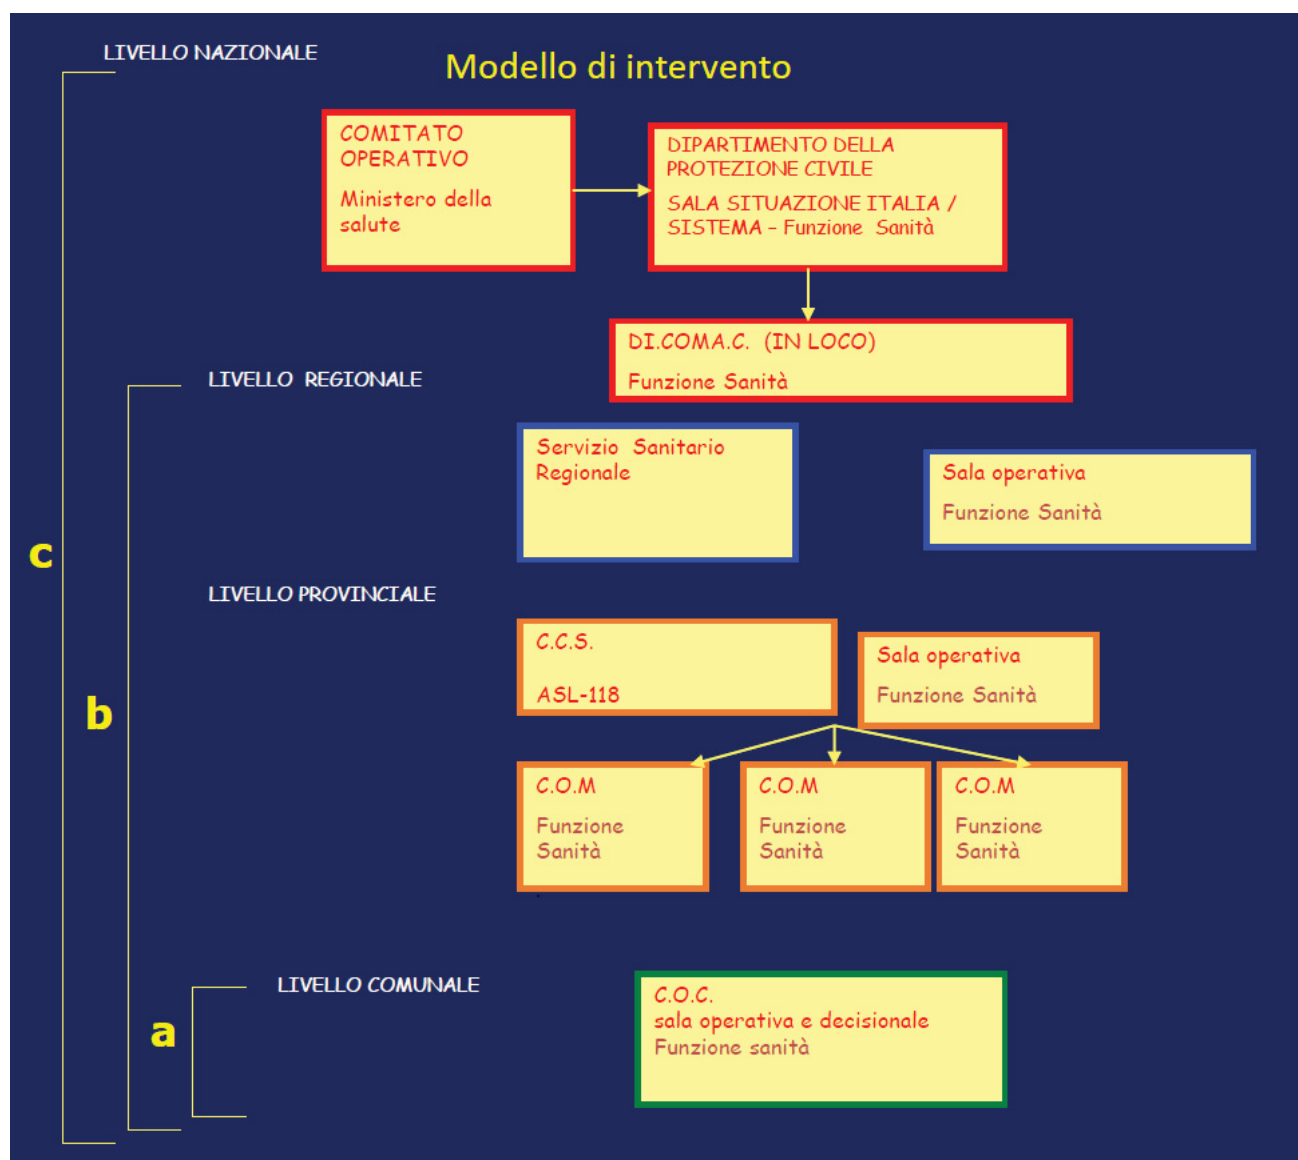 LIVELLO NAZIONALE
Modello di intervento
COMITATO
OPERATIVO
Ministero della
salute
DIPARTIMENTO DELLA
PROTEZIONE CIVILE
SALA SITUAZIONE ITALIA /
SISTEMA – Funzione Sanità
DI.COMA.C. (IN LOCO)
Funzione Sanità
LIVELLO REGIONALE
Servizio Sanitario
Regionale
Sala operativa
Funzione Sanità
c
LIVELLO PROVINCIALE
C.C.S.
ASL-118
Sala operativa
Funzione Sanità
b
C.O.M
Funzione
Sanità
C.O.M
Funzione
Sanità
C.O.M
Funzione
Sanità
LIVELLO COMUNALE
a
C.O.C.
sala operativa e decisionale
Funzione sanità